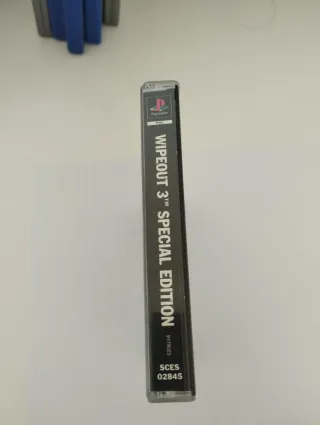 PlayStation
WIPEOUT 3™ SPECIAL EDITION
SCES
02845